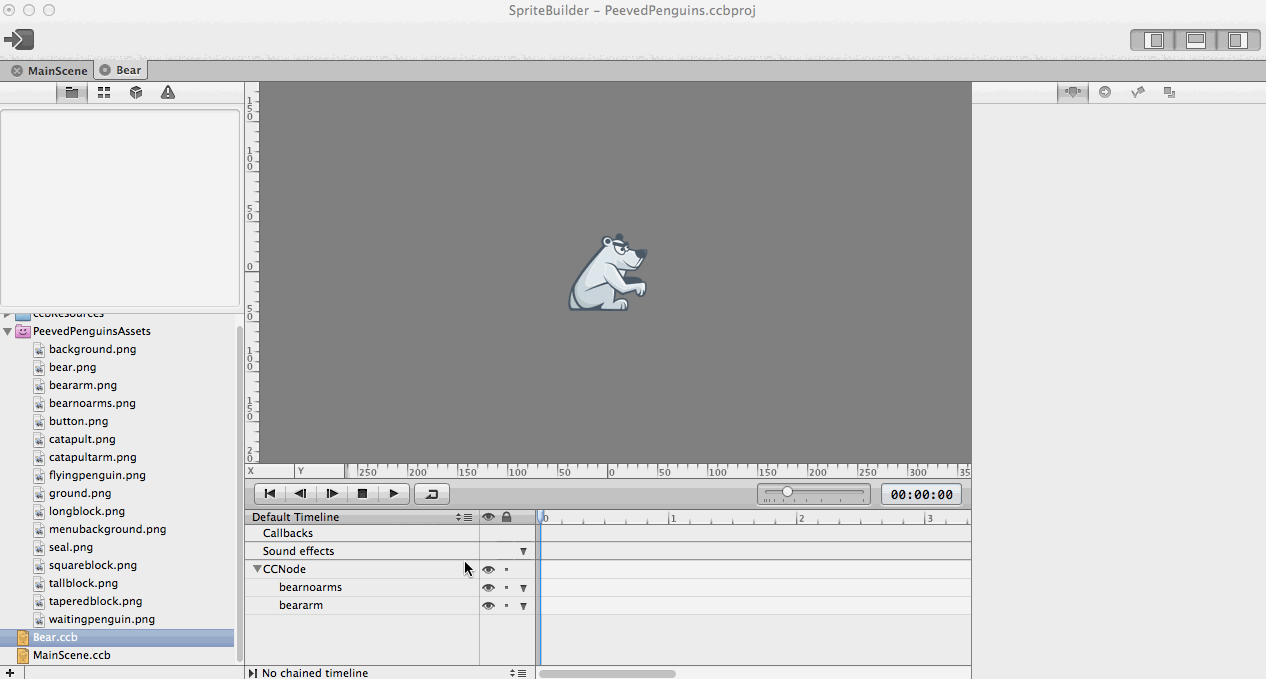 SpriteBuilder – PeevedPenguins.ccbproj
MainScene
Bear
ccbResources
PeevedPenguinsAssets
background.png
bear.png
beararm.png
bearnoarms.png
button.png
catapult.png
catapultarm.png
flyingpenguin.png
ground.png
longblock.png
menubackground.png
seal.png
squareblock.png
tallblock.png
taperedblock.png
waitingpenguin.png
Bear.ccb
MainScene.ccb
150
100
50
0
50
100
150
2
X Y 250 200 150 100 50 0 50 100 150 200 250 300 35
00:00:00
Default Timeline
0 1 2 3
Callbacks
Sound effects
CCNode
bearnoarms
beararm
No chained timeline